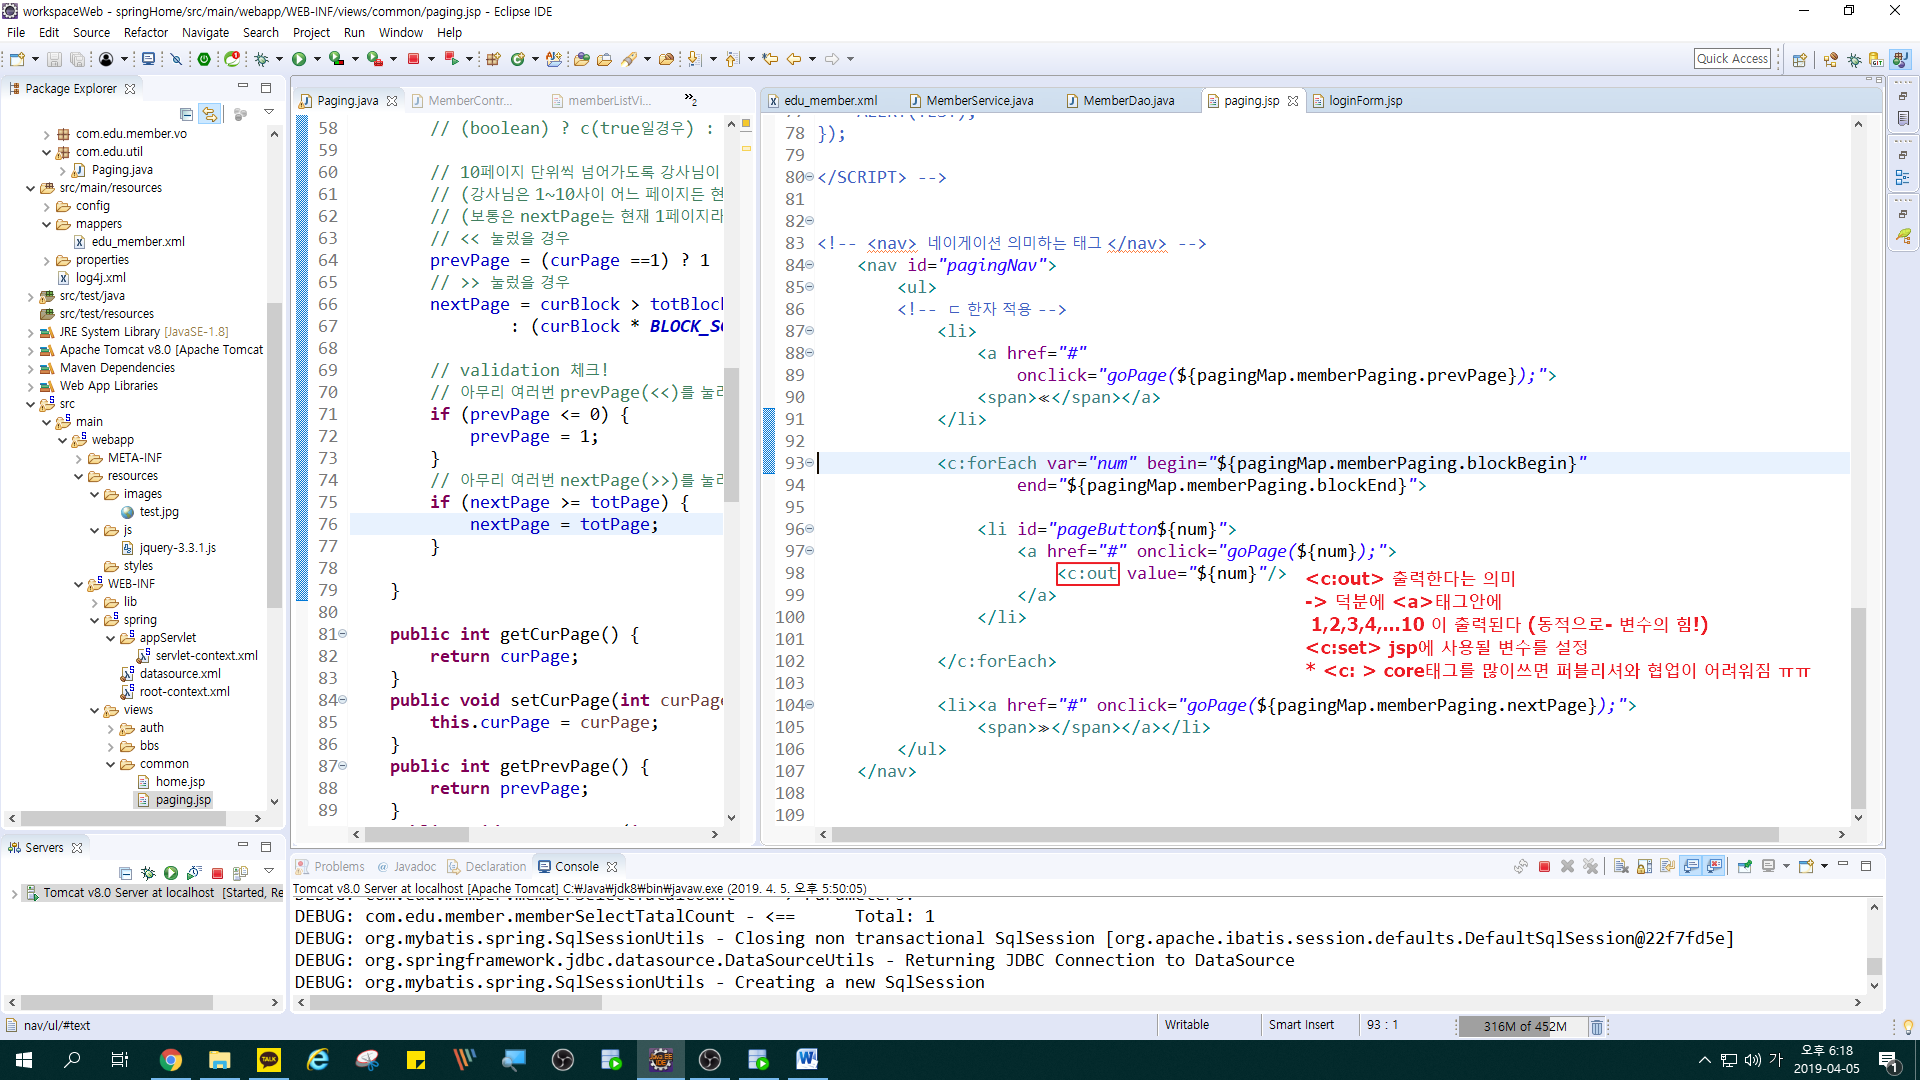 workspaceWeb - springHome/src/main/webapp/WEB-INF/views/common/paging.jsp - Eclipse IDE
File Edit Source Refactor Navigate Search Project Run Window Help
Quick Access
Package Explorer
com.edu.member.vo
com.edu.util
Paging.java
src/main/resources
config
mappers
edu_member.xml
properties
log4j.xml
src/test/java
src/test/resources
JRE System Library [JavaSE-1.8]
Apache Tomcat v8.0 [Apache Tomcat
Maven Dependencies
Web App Libraries
src
main
webapp
META-INF
resources
images
test.jpg
js
jquery-3.3.1.js
styles
WEB-INF
lib
spring
appServlet
servlet-context.xml
datasource.xml
root-context.xml
views
auth
bbs
common
home.jsp
paging.jsp
Servers
Tomcat v8.0 Server at localhost [Started, Re
Paging.java MemberContr... memberListVi... »2
58 // (boolean) ? c(true일경우) :
59
60 // 10페이지 단위씩 넘어가도록 강사님이
61 // (강사님은 1~10사이 어느 페이지든 현
62 // (보통은 nextPage는 현재 1페이지라
63 // << 눌렀을 경우
64 prevPage = (curPage ==1) ? 1
65 // >> 눌렀을 경우
66 nextPage = curBlock > totBlock
67 : (curBlock * BLOCK_SC
68
69 // validation 체크!
70 // 아무리 여러번 prevPage(<<)를 눌러
71 if (prevPage <= 0) {
72 prevPage = 1;
73 }
74 // 아무리 여러번 nextPage(>>)를 눌러
75 if (nextPage >= totPage) {
76 nextPage = totPage;
77 }
78
79 }
80
81 public int getCurPage() {
82 return curPage;
83 }
84 public void setCurPage(int curPage
85 this.curPage = curPage;
86 }
87 public int getPrevPage() {
88 return prevPage;
89 }
edu_member.xml MemberService.java MemberDao.java paging.jsp loginForm.jsp
78 });
79
80 </SCRIPT> -->
81
82
83 <!-- <nav> 네이게이션 의미하는 태그 </nav> -->
84 <nav id="pagingNav">
85 <ul>
86 <!-- ㄷ 한자 적용 -->
87 <li>
88 <a href="#"
89 onclick="goPage(${pagingMap.memberPaging.prevPage});">
90 <span>≪</span></a>
91 </li>
92
93 <c:forEach var="num" begin="${pagingMap.memberPaging.blockBegin}"
94 end="${pagingMap.memberPaging.blockEnd}">
95
96 <li id="pageButton${num}">
97 <a href="#" onclick="goPage(${num});">
98 <c:out value="${num}"/>
99 </a>
100 </li>
101
102 </c:forEach>
103
104 <li><a href="#" onclick="goPage(${pagingMap.memberPaging.nextPage});">
105 <span>≫</span></a></li>
106 </ul>
107 </nav>
108
109
<c:out> 출력한다는 의미
-> 덕분에 <a>태그안에
1,2,3,4,...10 이 출력된다 (동적으로- 변수의 힘!)
<c:set> jsp에 사용될 변수를 설정
* <c: > core태그를 많이쓰면 퍼블리셔와 협업이 어려워짐 ㅠㅠ
Problems Javadoc Declaration Console
Tomcat v8.0 Server at localhost [Apache Tomcat] C:₩Java₩jdk8₩bin₩javaw.exe (2019. 4. 5. 오후 5:50:05)
DEBUG: com.edu.member.memberSelectTatalCount - <== Total: 1
DEBUG: org.mybatis.spring.SqlSessionUtils - Closing non transactional SqlSession [org.apache.ibatis.session.defaults.DefaultSqlSession@22f7fd5e]
DEBUG: org.springframework.jdbc.datasource.DataSourceUtils - Returning JDBC Connection to DataSource
DEBUG: org.mybatis.spring.SqlSessionUtils - Creating a new SqlSession
nav/ul/#text
Writable Smart Insert 93 : 1 316M of 452M
TALK
가
오후 6:18
2019-04-05
1